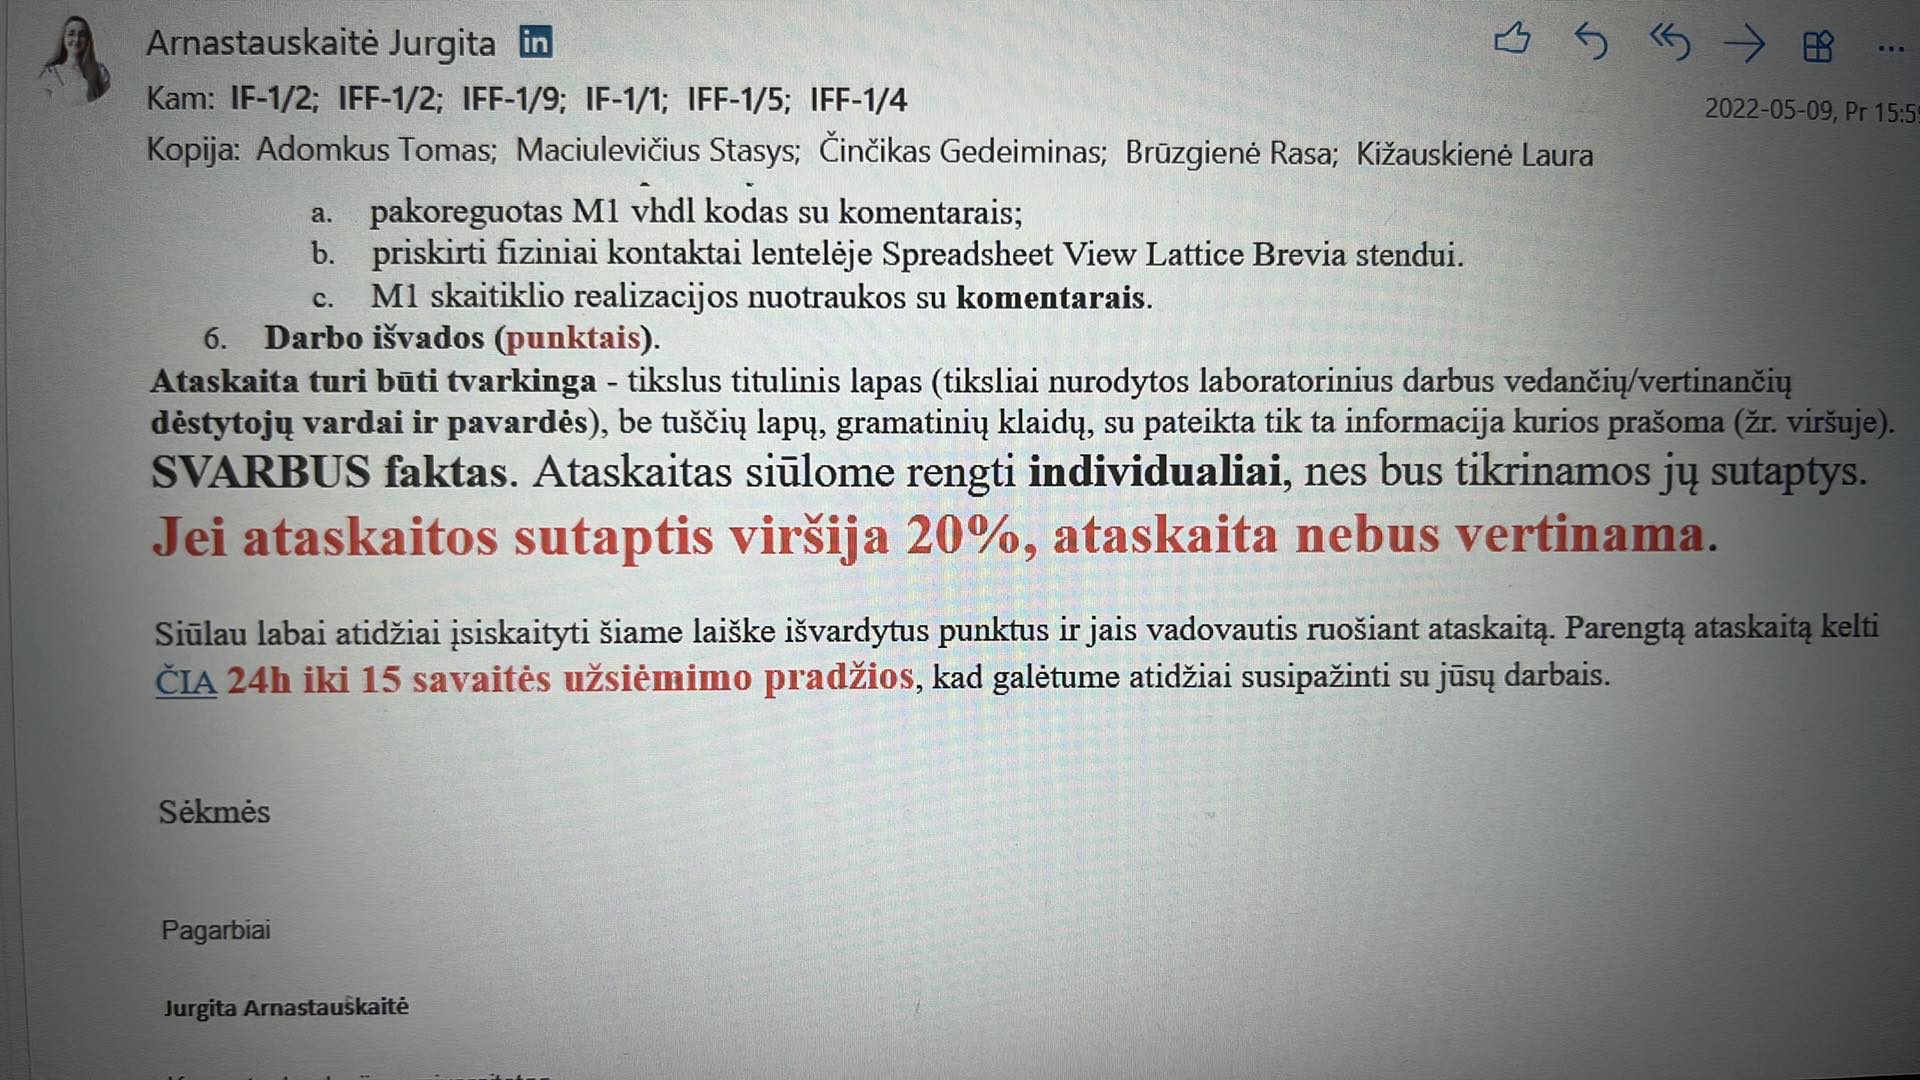 Arnastauskaitė Jurgita in
Kam: IF-1/2; IFF-1/2; IFF-1/9; IF-1/1; IFF-1/5; IFF-1/4
2022-05-09, Pr 15:5
Kopija: Adomkus Tomas; Maciulevičius Stasys; Činčikas Gedeiminas; Brūzgienė Rasa; Kižauskienė Laura
a. pakoreguotas M1 vhdl kodas su komentarais;
b. priskirti fiziniai kontaktai lentelėje Spreadsheet View Lattice Brevia stendui.
c. M1 skaitiklio realizacijos nuotraukos su komentarais.
6. Darbo išvados (punktais).
Ataskaita turi būti tvarkinga - tikslus titulinis lapas (tiksliai nurodytos laboratorinius darbus vedančių/vertinančių
dėstytojų vardai ir pavardės), be tuščių lapų, gramatinių klaidų, su pateikta tik ta informacija kurios prašoma (žr. viršuje).
SVARBUS faktas. Ataskaitas siūlome rengti individualiai, nes bus tikrinamos jų sutaptys.
Jei ataskaitos sutaptis viršija 20%, ataskaita nebus vertinama.
Siūlau labai atidžiai įsiskaityti šiame laiške išvardytus punktus ir jais vadovautis ruošiant ataskaitą. Parengtą ataskaitą kelti
ČIA 24h iki 15 savaitės užsiėmimo pradžios, kad galėtume atidžiai susipažinti su jūsų darbais.
Sėkmės
Pagarbiai
Jurgita Arnastauskaitė